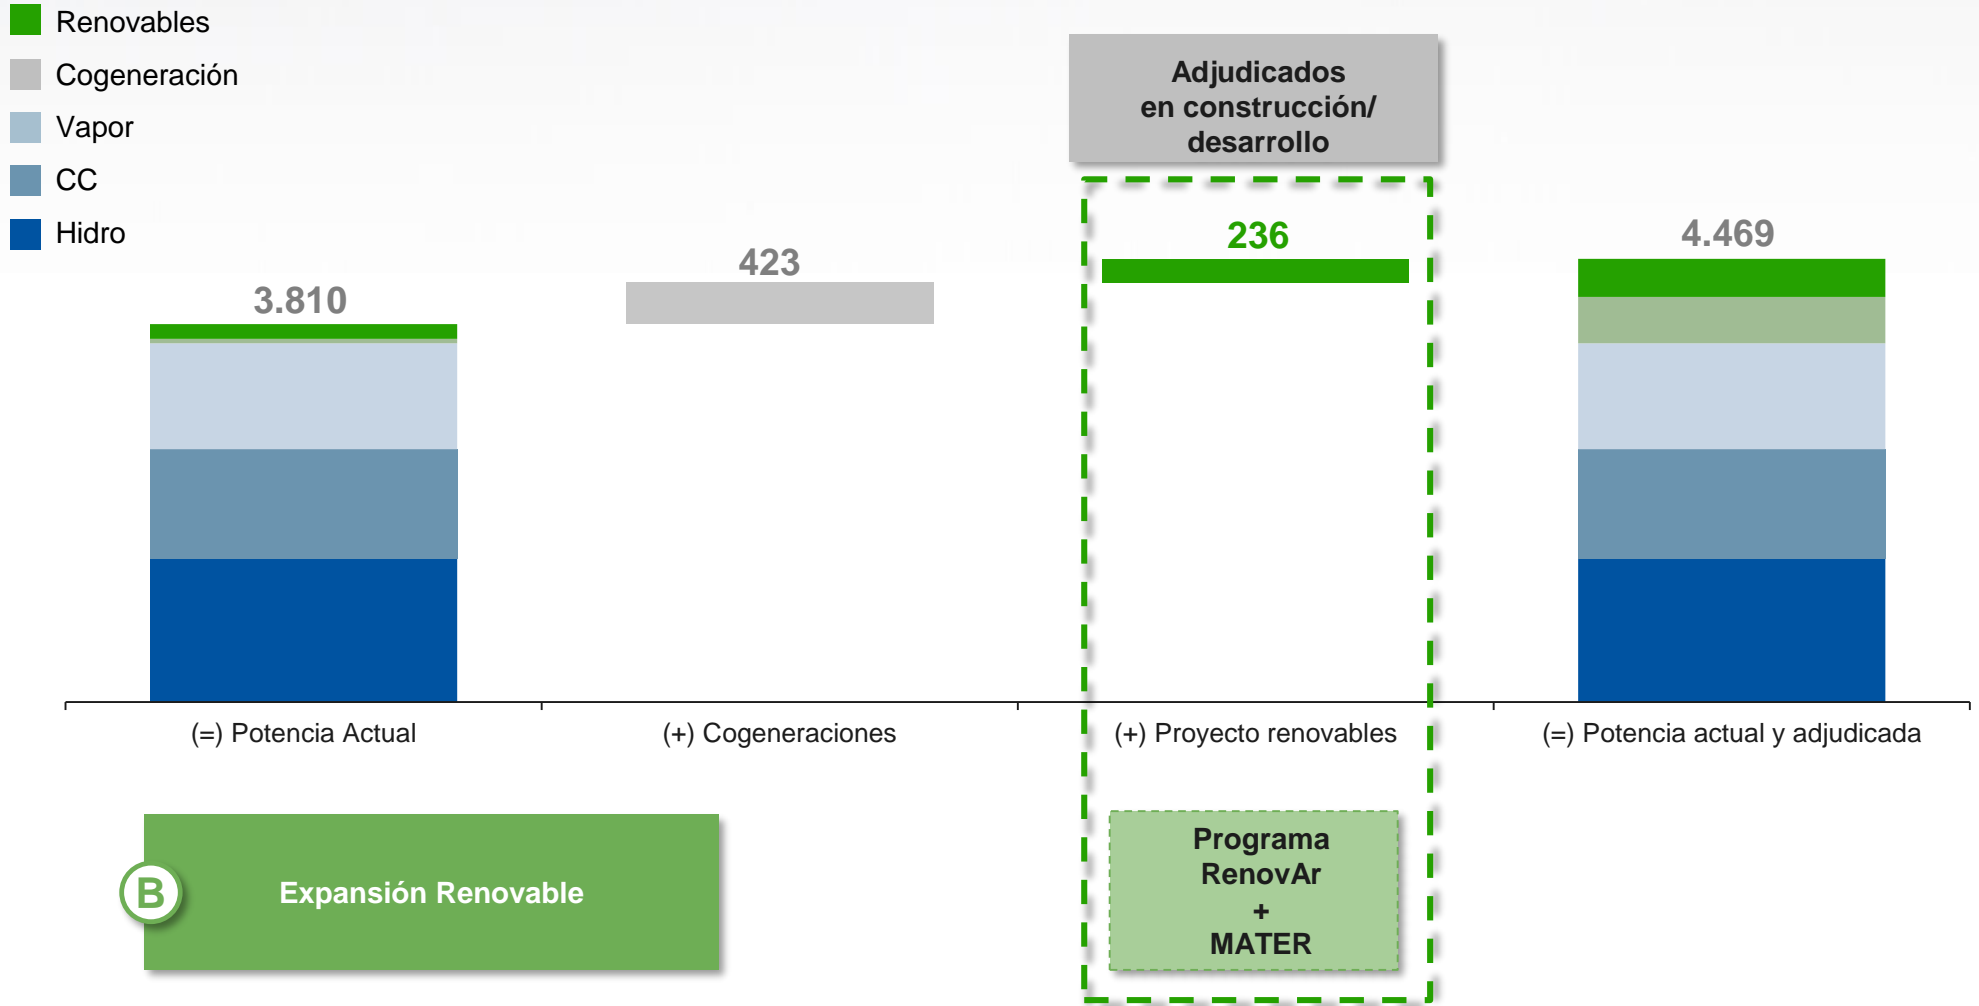 Renovables
Cogeneración
Vapor
CC
Hidro
Adjudicados
en construcción/
desarrollo
3.810
423
236
4.469
(=) Potencia Actual
(+) Cogeneraciones
(+) Proyecto renovables
(=) Potencia actual y adjudicada
B
Expansión Renovable
Programa
RenovAr
+
MATER